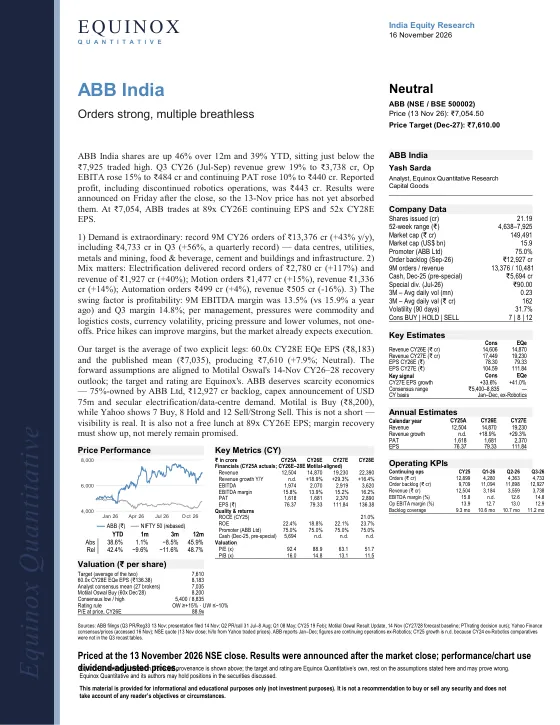 EQUINOX
QUANTITATIVE
India Equity Research
16 November 2026
ABB India
Orders strong, multiple breathless
Neutral
ABB (NSE / BSE 500002)
Price (13 Nov 26): ₹7,054.50
Price Target (Dec-27): ₹7,610.00
ABB India shares are up 46% over 12m and 39% YTD, sitting just below the
₹7,925 traded high. Q3 CY26 (Jul-Sep) revenue grew 19% to ₹3,738 cr, Op
EBITA rose 15% to ₹484 cr and continuing PAT rose 10% to ₹440 cr. Reported
profit, including discontinued robotics operations, was ₹443 cr. Results were
announced on Friday after the close, so the 13-Nov price has not yet absorbed
them. At ₹7,054, ABB trades at 89x CY26E continuing EPS and 52x CY28E
EPS.
1) Demand is extraordinary: record 9M CY26 orders of ₹13,376 cr (+43% y/y),
including ₹4,733 cr in Q3 (+56%, a quarterly record) — data centres, utilities,
metals and mining, food & beverage, cement and buildings and infrastructure. 2)
Mix matters: Electrification delivered record orders of ₹2,780 cr (+117%) and
revenue of ₹1,927 cr (+40%); Motion orders ₹1,477 cr (+15%), revenue ₹1,336
cr (+14%); Automation orders ₹499 cr (+4%), revenue ₹505 cr (-16%). 3) The
swing factor is profitability: 9M EBITDA margin was 13.5% (vs 15.9% a year
ago) and Q3 margin 14.8%; per management, pressures were commodity and
logistics costs, currency volatility, pricing pressure and lower volumes, not one-
offs. Price hikes can improve margins, but the market already expects execution.
Our target is the average of two explicit legs: 60.0x CY28E EQe EPS (₹8,183)
and the published mean (₹7,035), producing ₹7,610 (+7.9%; Neutral). The
forward assumptions are aligned to Motilal Oswal's 14-Nov CY26–28 recovery
outlook; the target and rating are Equinox's. ABB deserves scarcity economics
— 75%-owned by ABB Ltd, ₹12,927 cr backlog, capex announcement of USD
75m and secular electrification/data-centre demand. Motilal is Buy (₹8,200),
while Yahoo shows 7 Buy, 8 Hold and 12 Sell/Strong Sell. This is not a short —
visibility is real. It is also not a free lunch at 89x CY26E EPS; margin recovery
must show up, not merely remain promised.
ABB India
Yash Sarda
Analyst, Equinox Quantitative Research
Capital Goods
Company Data
Shares issued (cr) 21.19
52-week range (₹) 4,638–7,925
Market cap (₹ cr) 149,491
Market cap (US$ bn) 15.9
Promoter (ABB Ltd) 75.0%
Order backlog (Sep-26) ₹12,927 cr
9M orders / revenue 13,376 / 10,481
Cash, Dec-25 (pre-special) ₹5,694 cr
Special div. (Jul-26) ₹90.00
3M – Avg daily vol (mn) 0.23
3M – Avg daily val (₹ cr) 162
Volatility (90 days) 31.7%
Cons BUY | HOLD | SELL 7 | 8 | 12
Key Estimates
Cons EQe
Revenue CY26E (₹ cr) 14,606 14,870
Revenue CY27E (₹ cr) 17,449 19,230
EPS CY26E (₹) 78.30 79.33
EPS CY27E (₹) 104.59 111.84
Key signal Cons EQe
CY27E EPS growth +33.6% +41.0%
Consensus range ₹5,400–8,835 —
CY basis Jan–Dec, ex-Robotics
Annual Estimates
Calendar year CY25A CY26E CY27E
Revenue 12,504 14,870 19,230
Revenue growth n.d. +18.9% +29.3%
PAT 1,618 1,681 2,370
EPS 76.37 79.33 111.84
Operating KPIs
Continuing ops CY25 Q1-26 Q2-26 Q3-26
Orders (₹ cr) 12,898 4,280 4,363 4,733
Order backlog (₹ cr) 9,709 11,094 11,898 12,927
Revenue (₹ cr) 12,504 3,184 3,559 3,738
EBITDA margin (%) 15.8 n.d. 12.6 14.8
Op EBITA margin (%) 13.9 12.7 13.0 12.9
Backlog coverage 9.3 mo 10.6 mo 10.7 mo 11.2 mo
Price Performance
8,000
6,000
4,000
Jan 26 Apr 26 Jul 26 Oct 26
ABB (₹) NIFTY 50 (rebased)
YTD 1m 3m 12m
Abs 38.6% 1.1% –8.5% 45.9%
Rel 42.4% –9.6% –11.6% 48.7%
Valuation (₹ per share)
Target (average of the two) 7,610
60.0x CY28E EQe EPS (₹136.38) 8,183
Analyst consensus mean (27 brokers) 7,035
Motilal Oswal Buy (60x Dec'28) 8,200
Consensus low / high 5,400 / 8,835
Rating rule OW ≥+15% · UW ≤–10%
P/E at price, CY26E 88.9x
Key Metrics (CY)
₹ in crore CY25A CY26E CY27E CY28E
Financials (CY25A actuals; CY26E–28E Motilal-aligned)
Revenue 12,504 14,870 19,230 22,390
Revenue growth Y/Y n.d. +18.9% +29.3% +16.4%
EBITDA 1,974 2,070 2,919 3,620
EBITDA margin 15.8% 13.9% 15.2% 16.2%
PAT 1,618 1,681 2,370 2,890
EPS (₹) 76.37 79.33 111.84 136.38
Quality & returns
ROCE (CY25) 21.0%
ROE 22.4% 18.8% 22.1% 23.7%
Promoter (ABB Ltd) 75.0% 75.0% 75.0% 75.0%
Cash (Dec-25, pre-special) 5,694 n.d. n.d. n.d.
Valuation
P/E (x) 92.4 88.9 63.1 51.7
P/B (x) 16.0 14.8 13.1 11.5
Priced at the 13 November 2026 NSE close. Results were announced after the market close; performance/chart use
dividend-adjusted prices.
Equinox Quantitative and its authors may hold positions in the securities discussed.
This material is provided for informational and educational purposes only (not investment purposes). It is not a recommendation to buy or sell any security and does not
take account of any reader's objectives or circumstances.
Equinox Quantitative